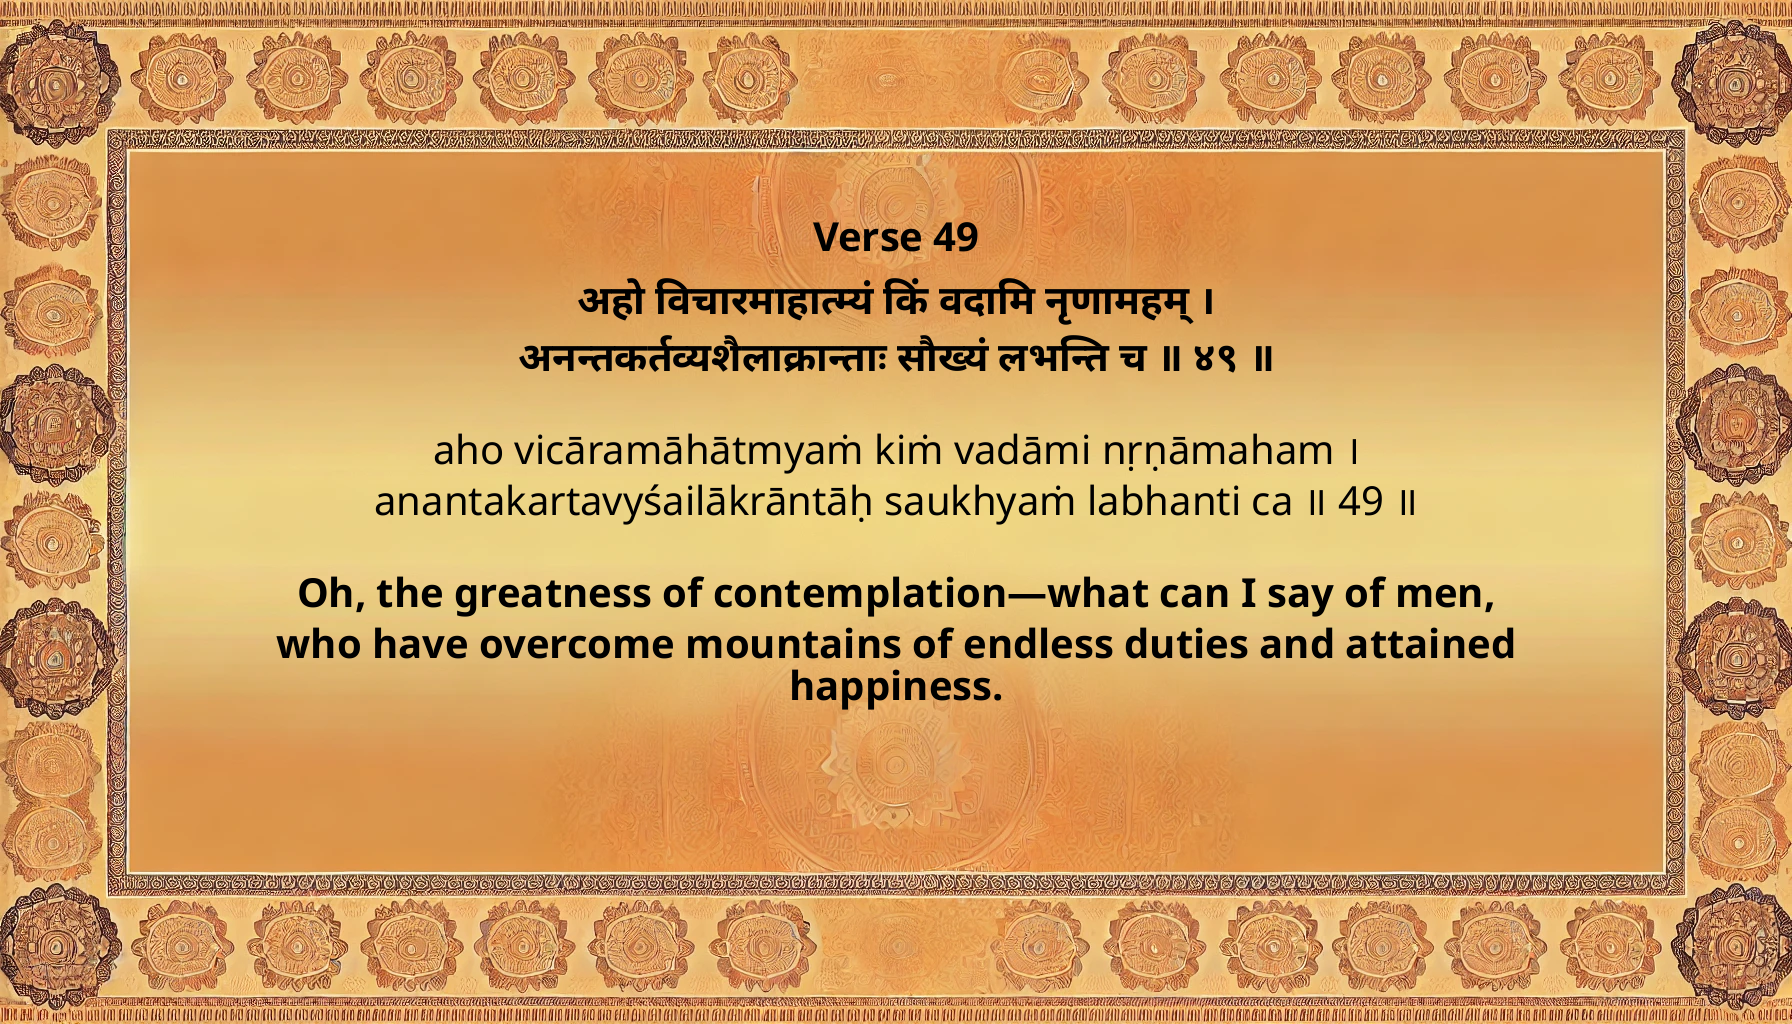 Verse 49
अहो विचारमाहात्म्यं किं वदामि नृणामहम् ।
अनन्तकर्तव्यशैलाक्रान्ताः सौख्यं लभन्ति च ॥ ४९ ॥
aho vicāramāhātmyaṁ kiṁ vadāmi nṛṇāmaham ।
anantakartavyśailākrāntāḥ saukhyaṁ labhanti ca ॥ 49 ॥
Oh, the greatness of contemplation—what can I say of men,
who have overcome mountains of endless duties and attained
happiness.